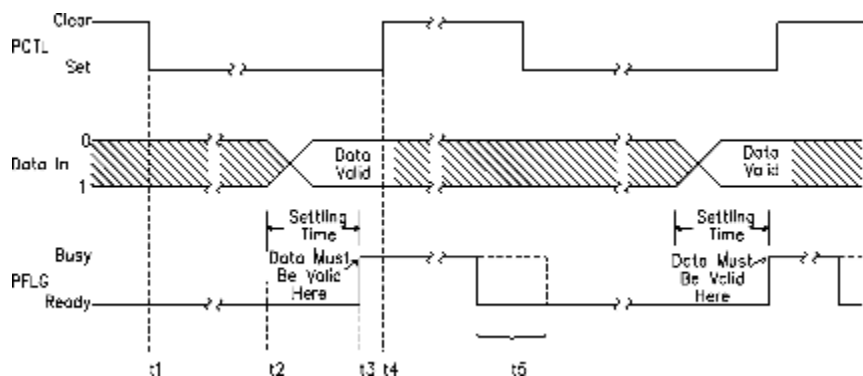 Clear
PCTL
Set
0
Data In
1
Data
Valid
Data
Valid
Settling
Time
Settling
Time
Busy
PFLG
Ready
Data Must
Be Valid
Here
Data Must
Be Valid
Here
t1
t2
t3
t4
t5